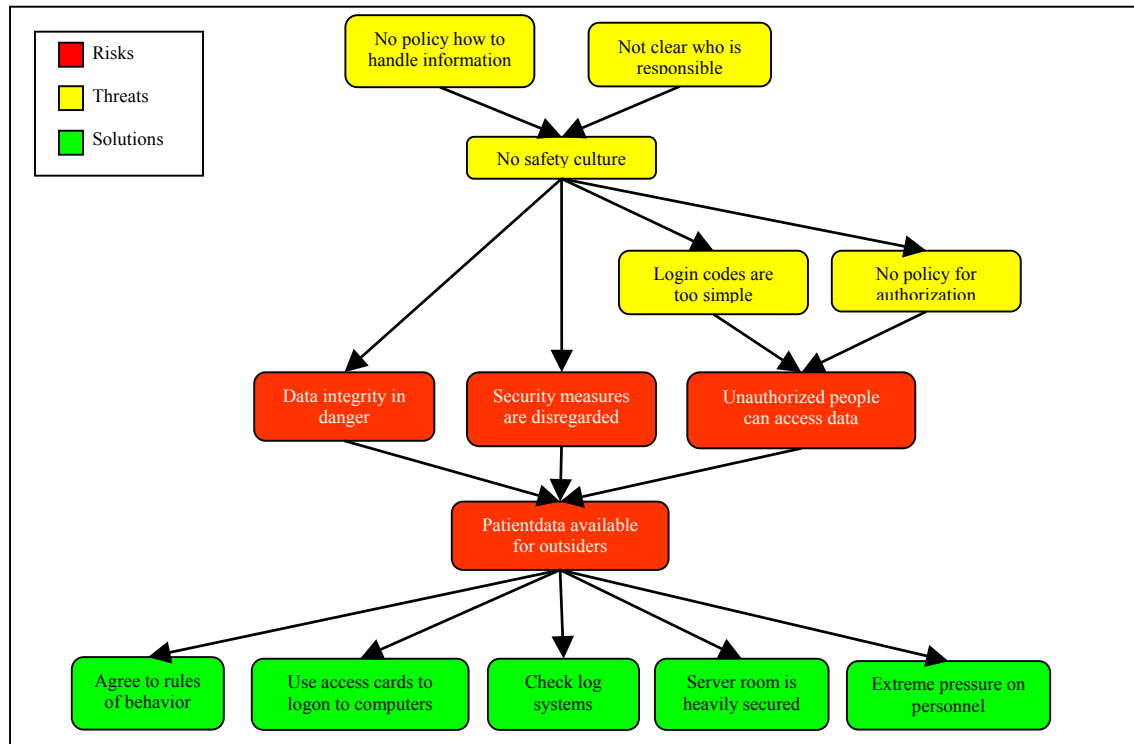 Risks
Threats
Solutions
No policy how to
handle information
Not clear who is
responsible
No safety culture
Login codes are
too simple
No policy for
authorization
Data integrity in
danger
Security measures
are disregarded
Unauthorized people
can access data
Patientdata available
for outsiders
Agree to rules
of behavior
Use access cards to
logon to computers
Check log
systems
Server room is
heavily secured
Extreme pressure on
personnel